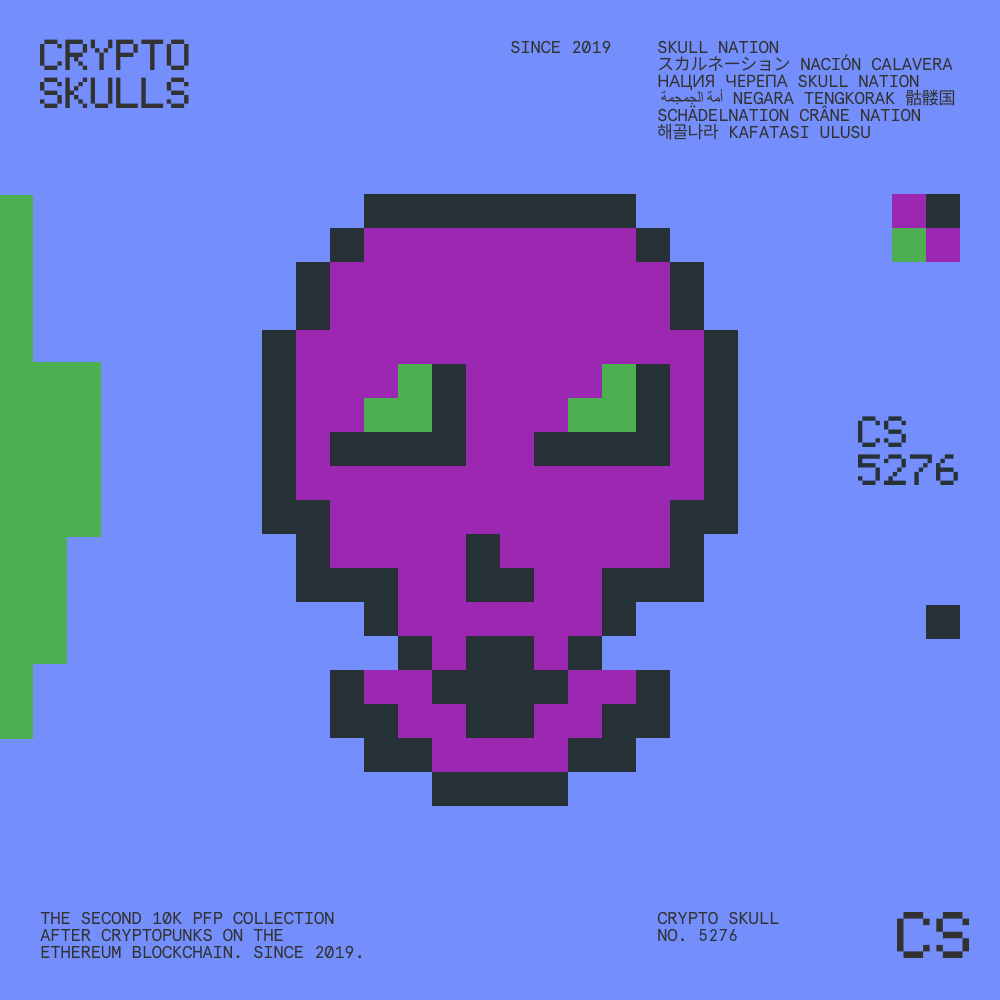 CRYPTO
SKULLS
SINCE 2019
SKULL NATION
スカルネーション NACIÓN CALAVERA
НАЦИЯ ЧЕРЕПА SKULL NATION
أمة الجمجمة NEGARA TENGKORAK 骷髏国
SCHÄDELNATION CRÂNE NATION
해골나라 KAFATASI ULUSU
CS
5276
THE SECOND 10K PFP COLLECTION
AFTER CRYPTOPUNKS ON THE
ETHEREUM BLOCKCHAIN. SINCE 2019.
CRYPTO SKULL
NO. 5276
CS